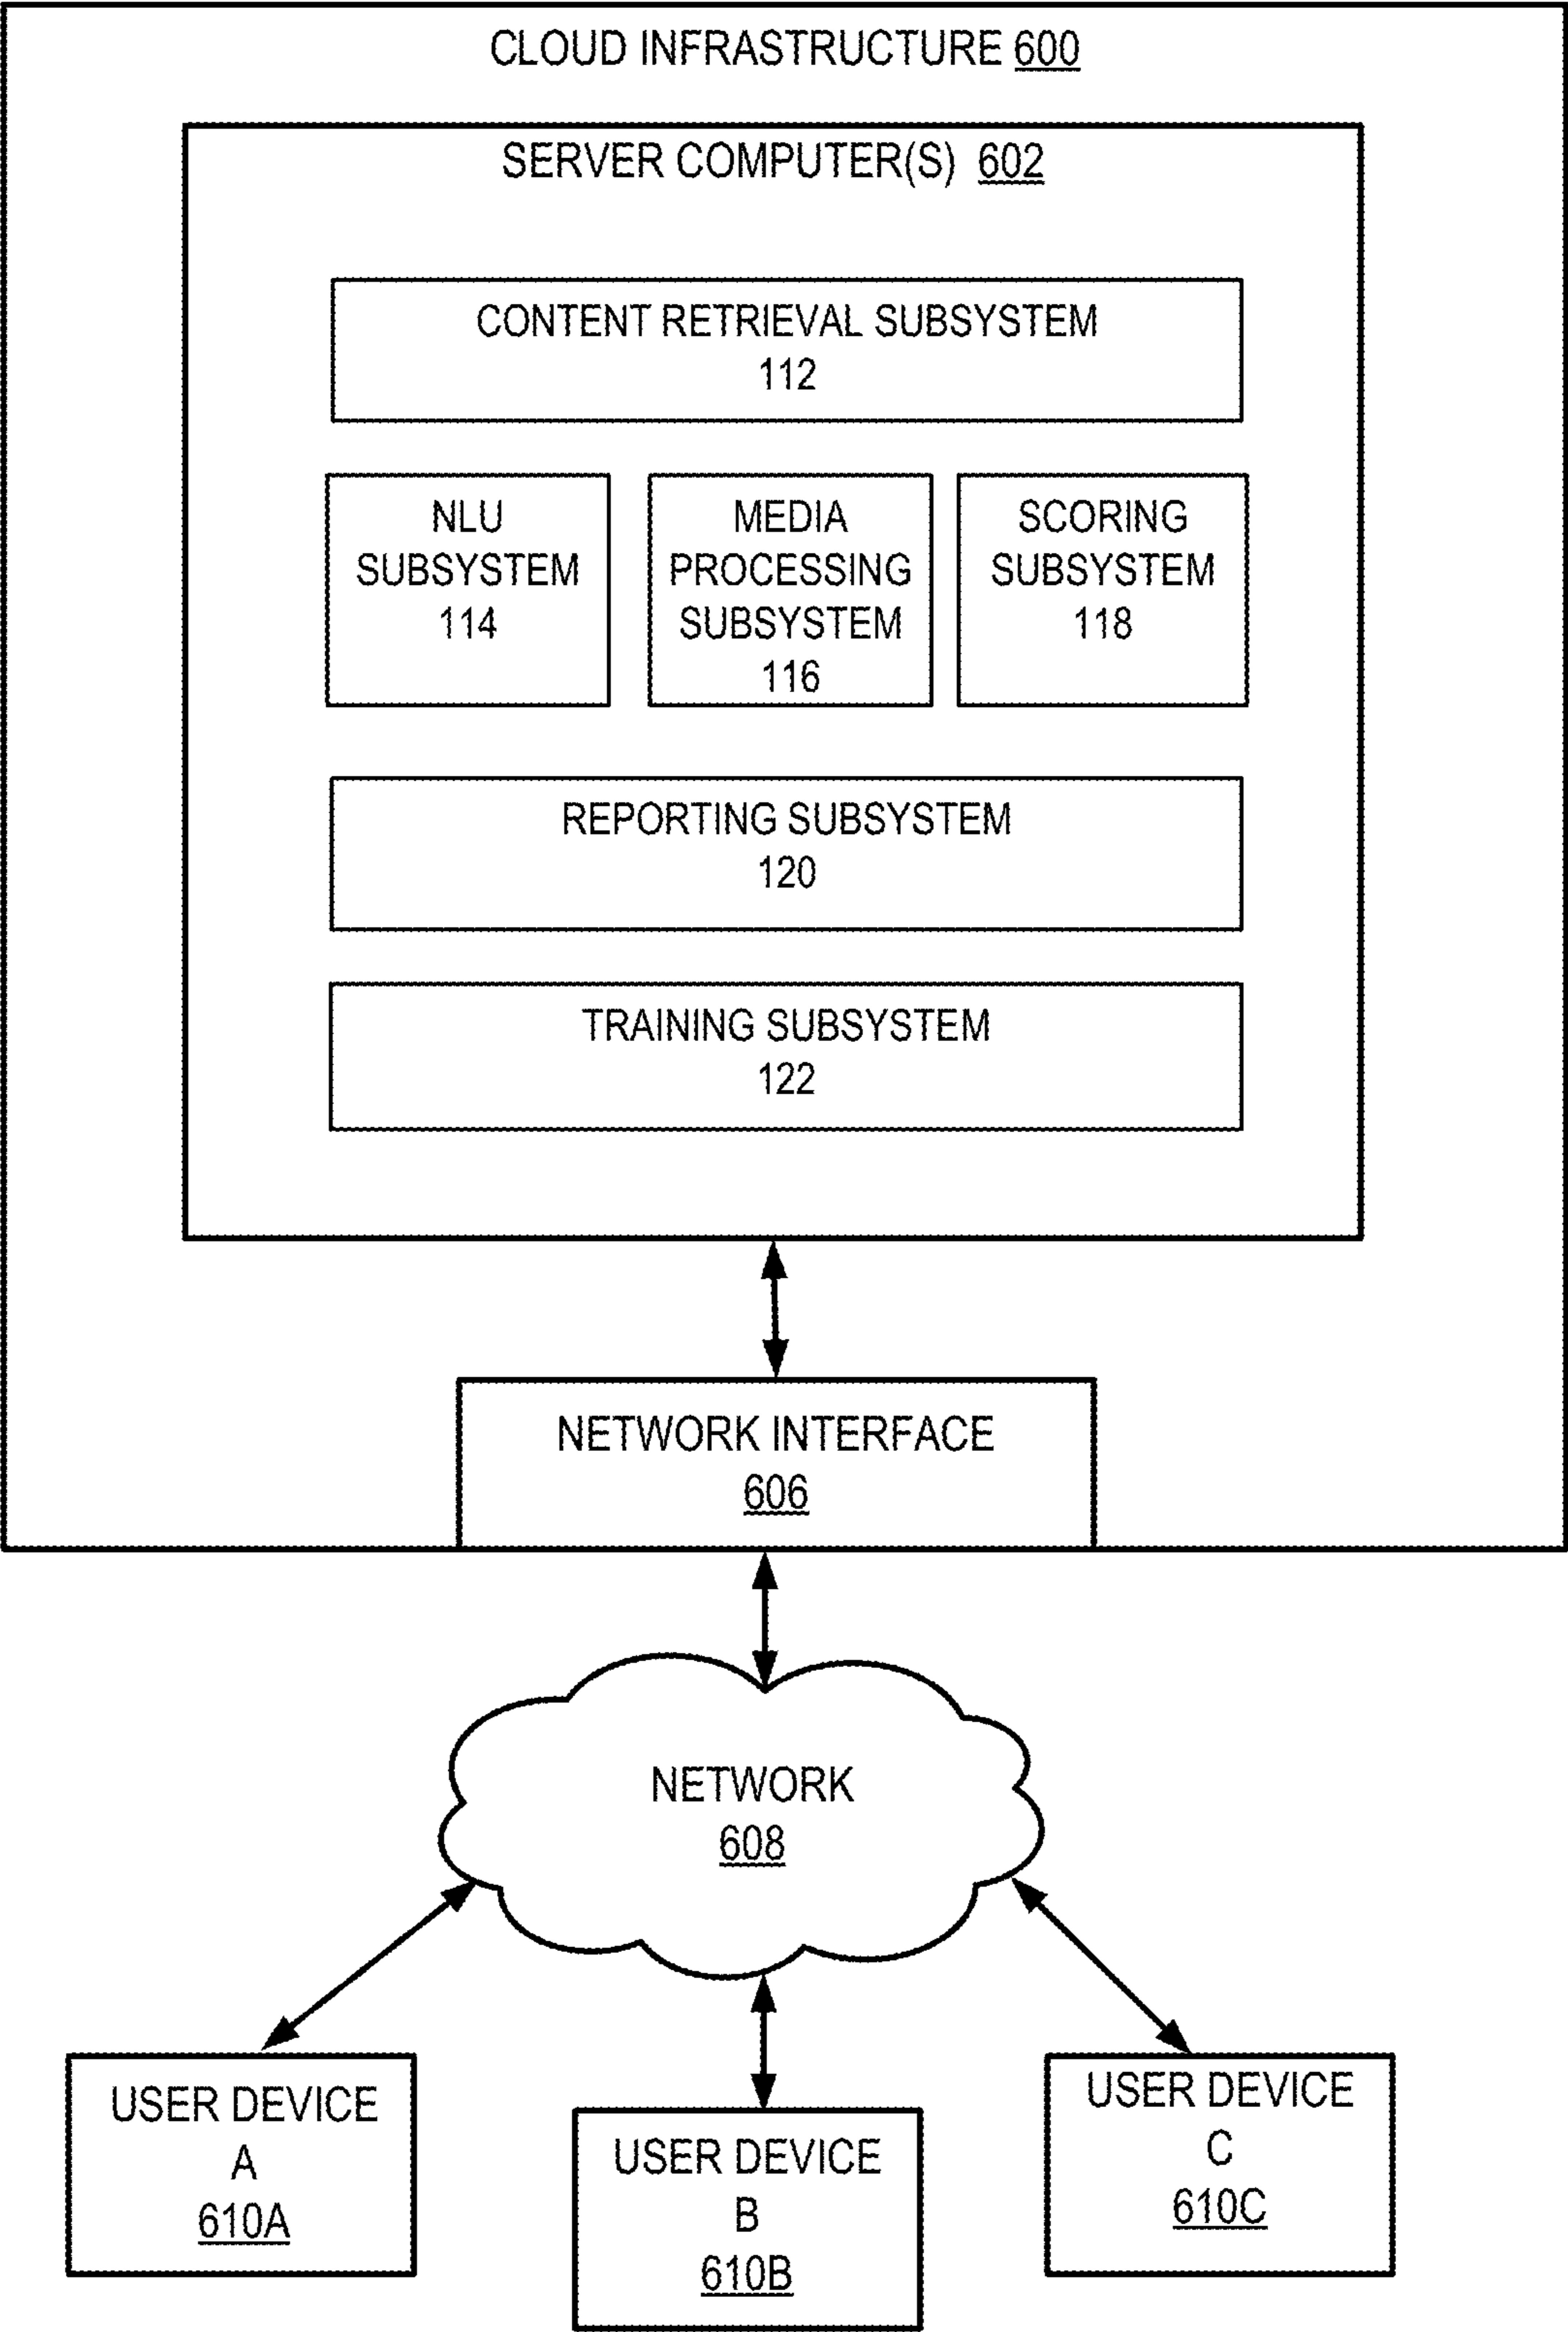 CLOUD INFRASTRUCTURE 600
SERVER COMPUTER(S) 602
CONTENT RETRIEVAL SUBSYSTEM
112
NLU
SUBSYSTEM
114
MEDIA
PROCESSING
SUBSYSTEM
116
SCORING
SUBSYSTEM
118
REPORTING SUBSYSTEM
120
TRAINING SUBSYSTEM
122
NETWORK INTERFACE
606
NETWORK
608
USER DEVICE
A
610A
USER DEVICE
B
610B
USER DEVICE
C
610C